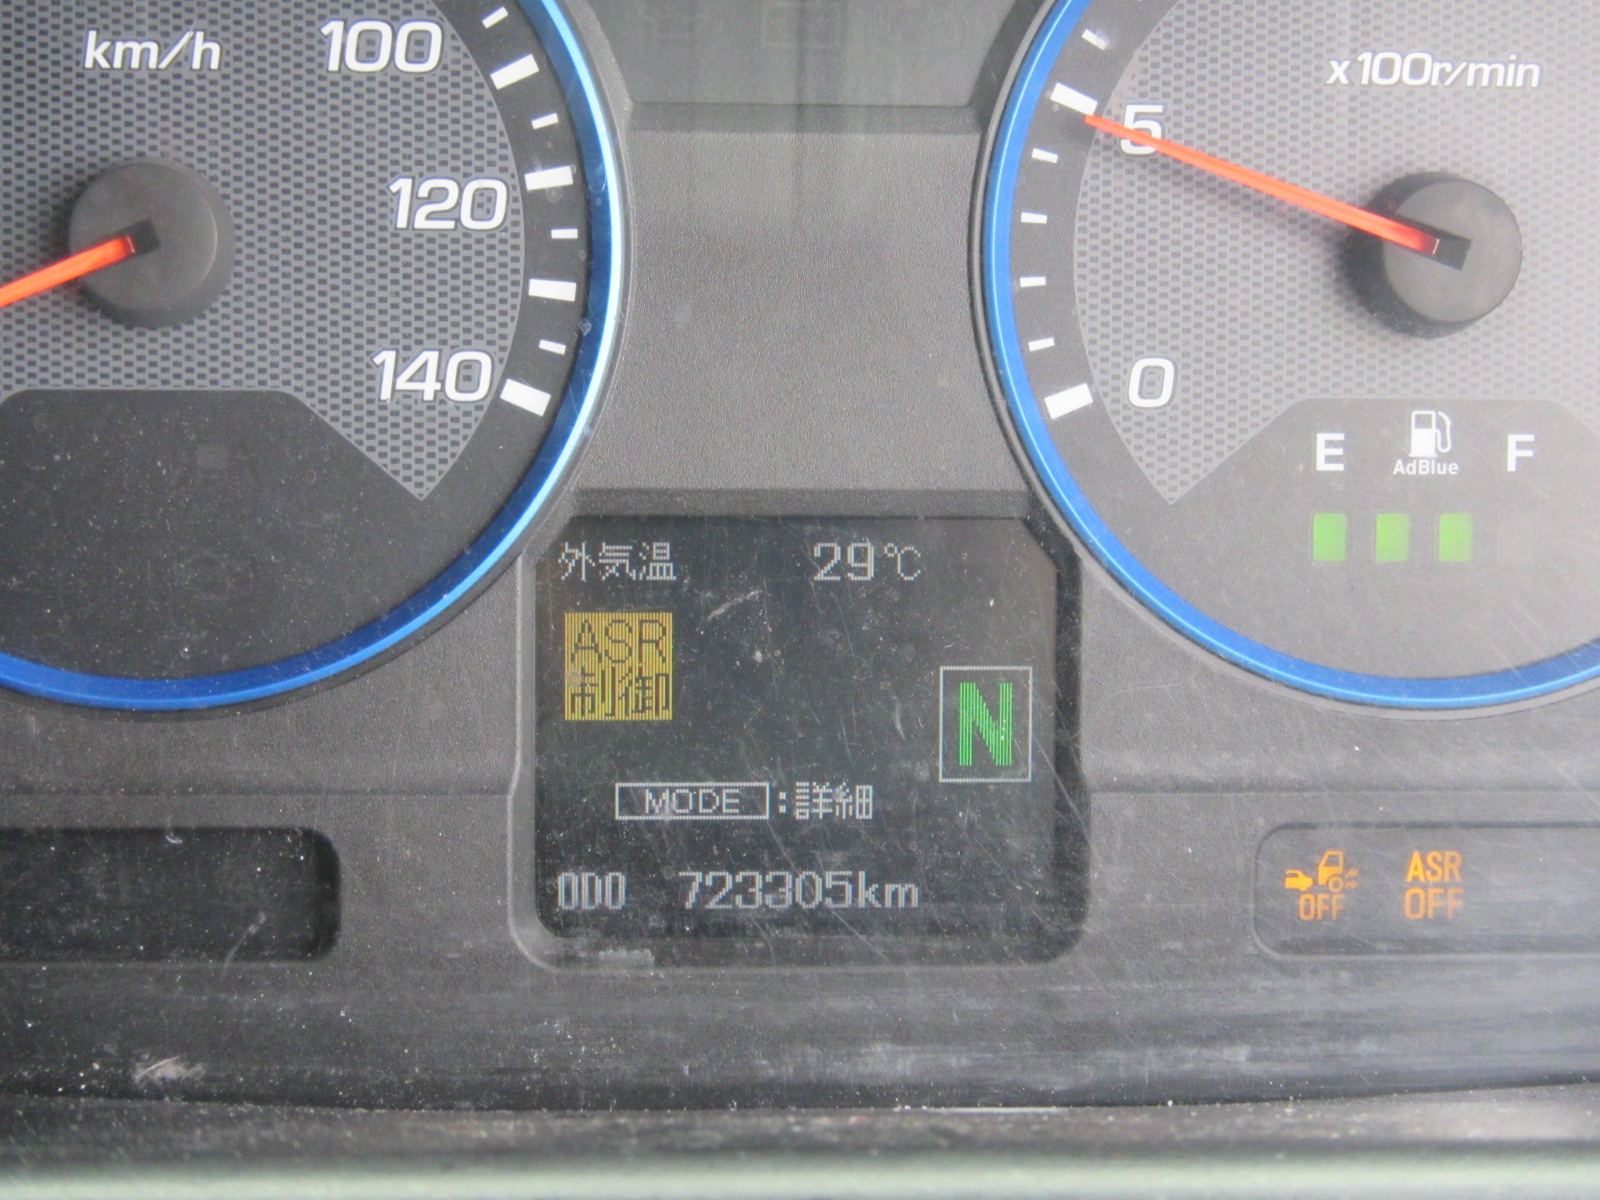 km/h
100
120
140
x100r/min
5
0
E
AdBlue
F
外気温 29℃
ASR
制御
N
MODE :詳細
ODO 723305km
OFF
ASR
OFF